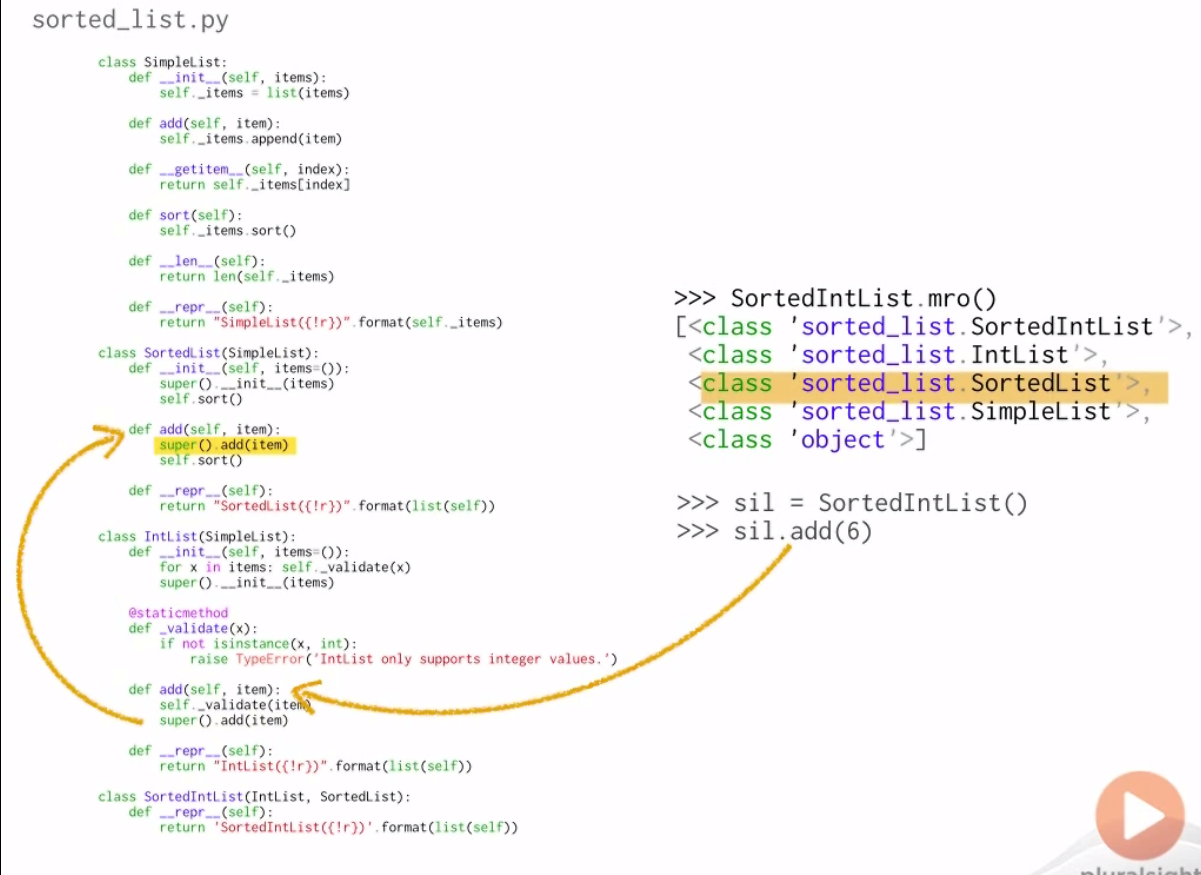 sorted_list.py
class SimpleList:
    def __init__(self, items):
        self._items = list(items)
    def add(self, item):
        self._items.append(item)
    def __getitem__(self, index):
        return self._items[index]
    def sort(self):
        self._items.sort()
    def __len__(self):
        return len(self._items)
    def __repr__(self):
        return "SimpleList({!r})".format(self._items)
class SortedList(SimpleList):
    def __init__(self, items=()):
        super().__init__(items)
        self.sort()
    def add(self, item):
        super().add(item)
        self.sort()
    def __repr__(self):
        return "SortedList({!r})".format(list(self))
class IntList(SimpleList):
    def __init__(self, items=()):
        for x in items: self._validate(x)
        super().__init__(items)
    @staticmethod
    def _validate(x):
        if not isinstance(x, int):
            raise TypeError('IntList only supports integer values.')
    def add(self, item):
        self._validate(item)
        super().add(item)
    def __repr__(self):
        return "IntList({!r})".format(list(self))
class SortedIntList(IntList, SortedList):
    def __repr__(self):
        return 'SortedIntList({!r})'.format(list(self))
>>> SortedIntList.mro()
[<class 'sorted_list.SortedIntList'>,
 <class 'sorted_list.IntList'>,
 <class 'sorted_list.SortedList'>,
 <class 'sorted_list.SimpleList'>,
 <class 'object'>]
>>> sil = SortedIntList()
>>> sil.add(6)
pluralsight